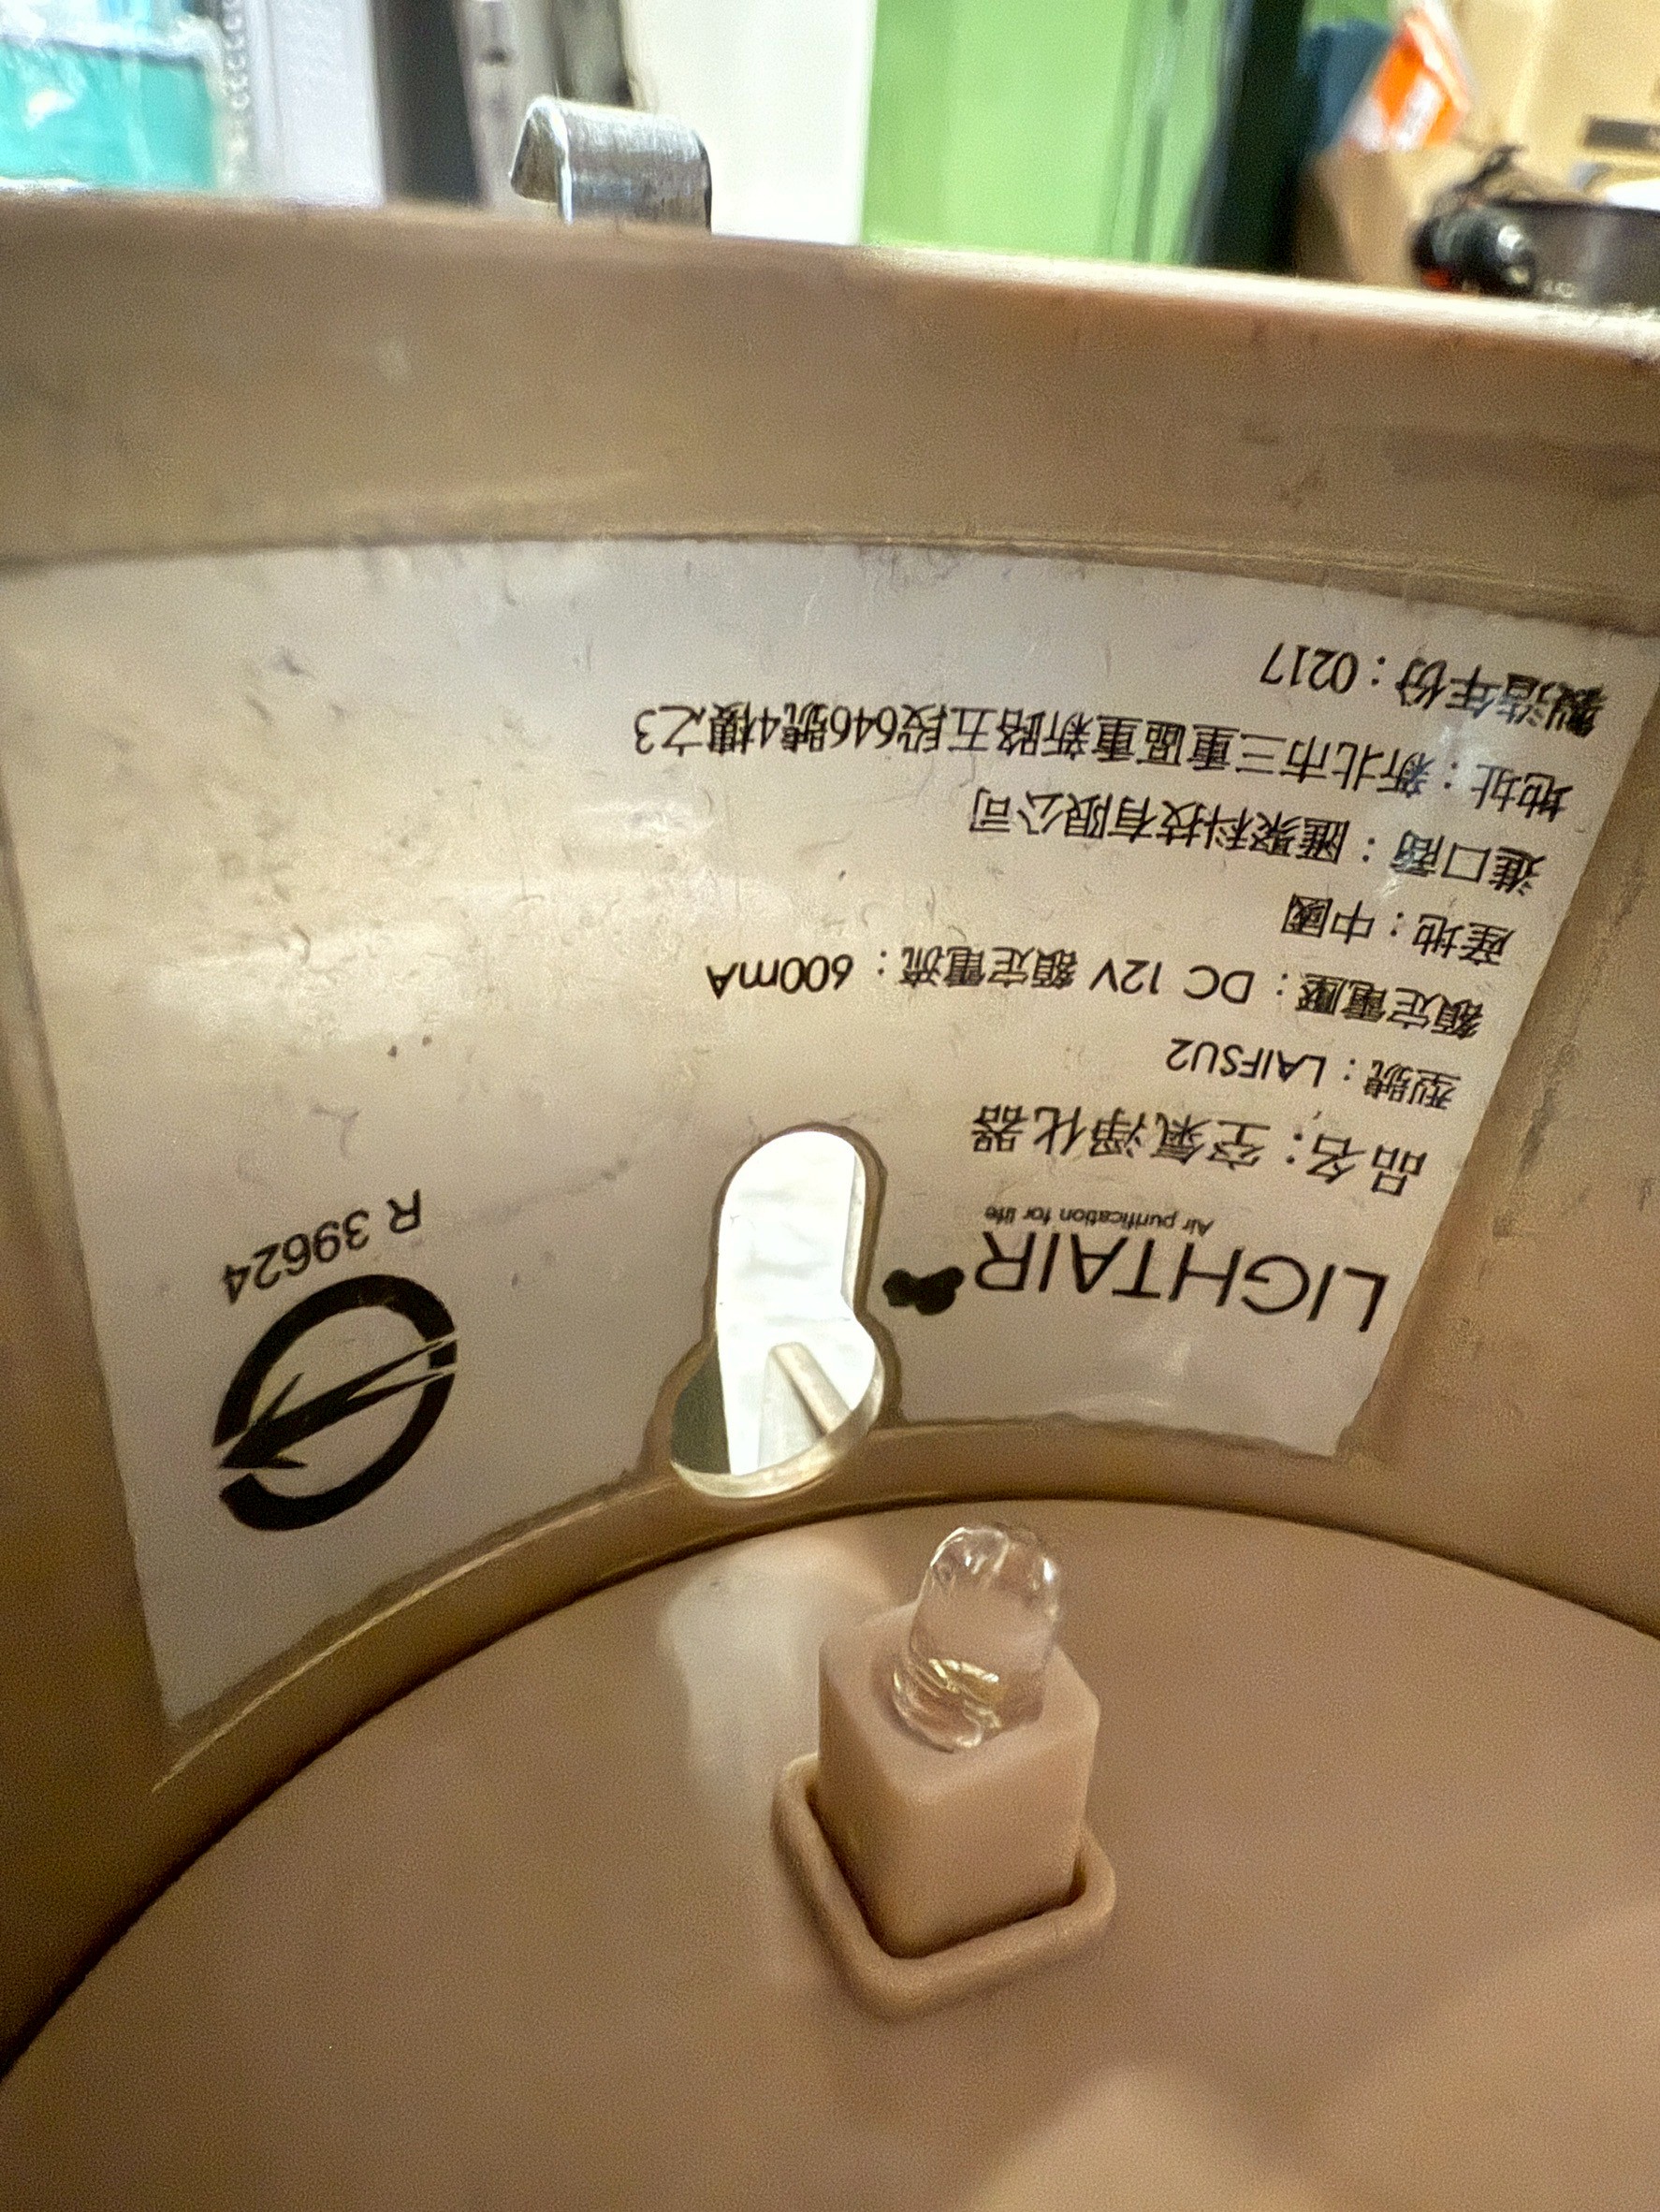 LIGHTAIR
Air purification for life
品名：空氣淨化器
型號：LAIFSU2
額定電壓：DC 12V 額定電流：600mA
產地：中國
進口商：匯聚科技有限公司
地址：新北市三重區重新路五段646號4樓之3
製造年份：0217
R 39624